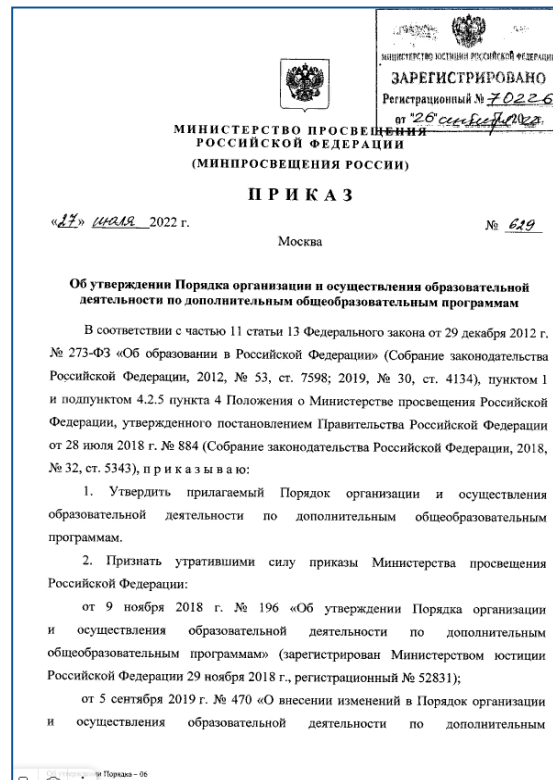 МИНИСТЕРСТВО ЮСТИЦИИ РОССИЙСКОЙ ФЕДЕРАЦИИ
ЗАРЕГИСТРИРОВАНО
Регистрационный № 70226
от "26" сентября 20
МИНИСТЕРСТВО ПРОСВЕЩЕНИЯ
РОССИЙСКОЙ ФЕДЕРАЦИИ
(МИНПРОСВЕЩЕНИЯ РОССИИ)
ПРИКАЗ
«27» июля 2022 г.
№ 629
Москва
Об утверждении Порядка организации и осуществления образовательной
деятельности по дополнительным общеобразовательным программам
В соответствии с частью 11 статьи 13 Федерального закона от 29 декабря 2012 г.
№ 273-ФЗ «Об образовании в Российской Федерации» (Собрание законодательства
Российской Федерации, 2012, № 53, ст. 7598; 2019, № 30, ст. 4134), пунктом 1
и подпунктом 4.2.5 пункта 4 Положения о Министерстве просвещения Российской
Федерации, утвержденного постановлением Правительства Российской Федерации
от 28 июля 2018 г. № 884 (Собрание законодательства Российской Федерации, 2018,
№ 32, ст. 5343), п р и к а з ы в а ю:
1. Утвердить прилагаемый Порядок организации и осуществления
образовательной деятельности по дополнительным общеобразовательным
программам.
2. Признать утратившими силу приказы Министерства просвещения
Российской Федерации:
от 9 ноября 2018 г. № 196 «Об утверждении Порядка организации
и осуществления образовательной деятельности по дополнительным
общеобразовательным программам» (зарегистрирован Министерством юстиции
Российской Федерации 29 ноября 2018 г., регистрационный № 52831);
от 5 сентября 2019 г. № 470 «О внесении изменений в Порядок организации
и осуществления образовательной деятельности по дополнительным
Порядка – 06